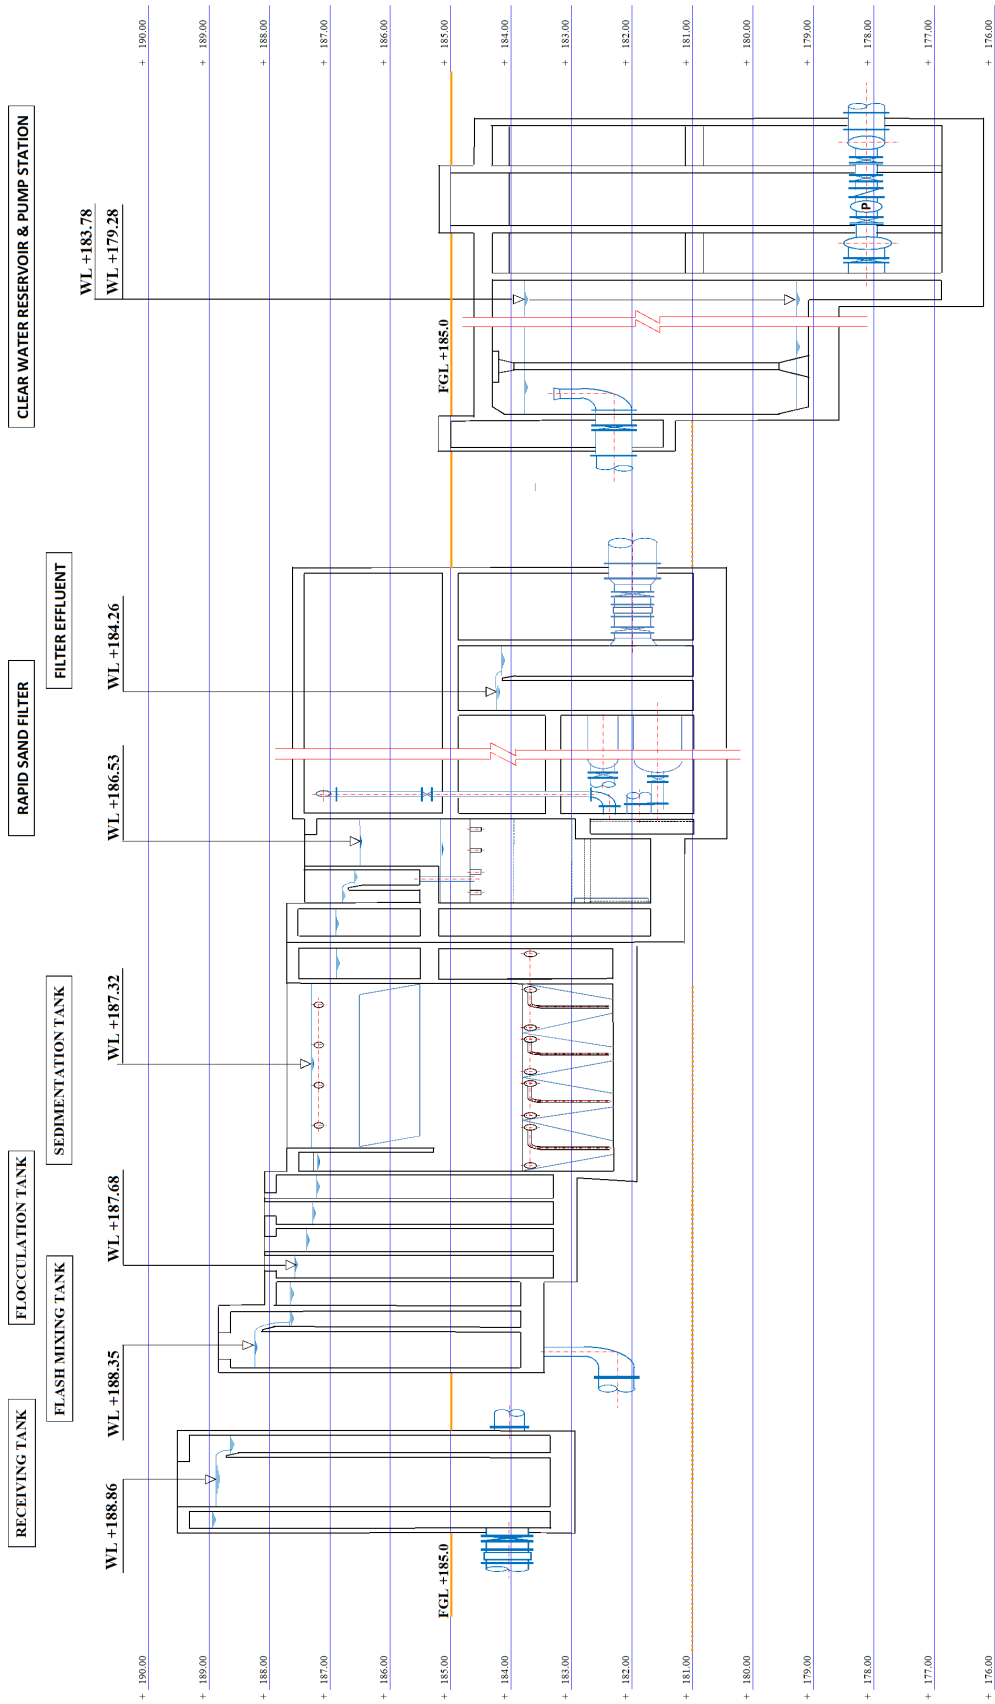 RECEIVING TANK
FLASH MIXING TANK
FLOCCULATION TANK
SEDIMENTATION TANK
RAPID SAND FILTER
FILTER EFFLUENT
CLEAR WATER RESERVOIR & PUMP STATION
WL +188.86
WL +188.35
WL +187.68
WL +187.32
WL +186.53
WL +184.26
WL +183.78
WL +179.28
+ 190.00
+ 190.00
+ 189.00
+ 189.00
+ 188.00
+ 188.00
+ 187.00
+ 187.00
+ 186.00
+ 186.00
+ 185.00
FGL +185.0
FGL +185.0
+ 185.00
+ 184.00
+ 184.00
+ 183.00
+ 183.00
+ 182.00
+ 182.00
+ 181.00
+ 181.00
+ 180.00
+ 180.00
+ 179.00
+ 179.00
+ 178.00
P
+ 178.00
+ 177.00
+ 177.00
+ 176.00
+ 176.00